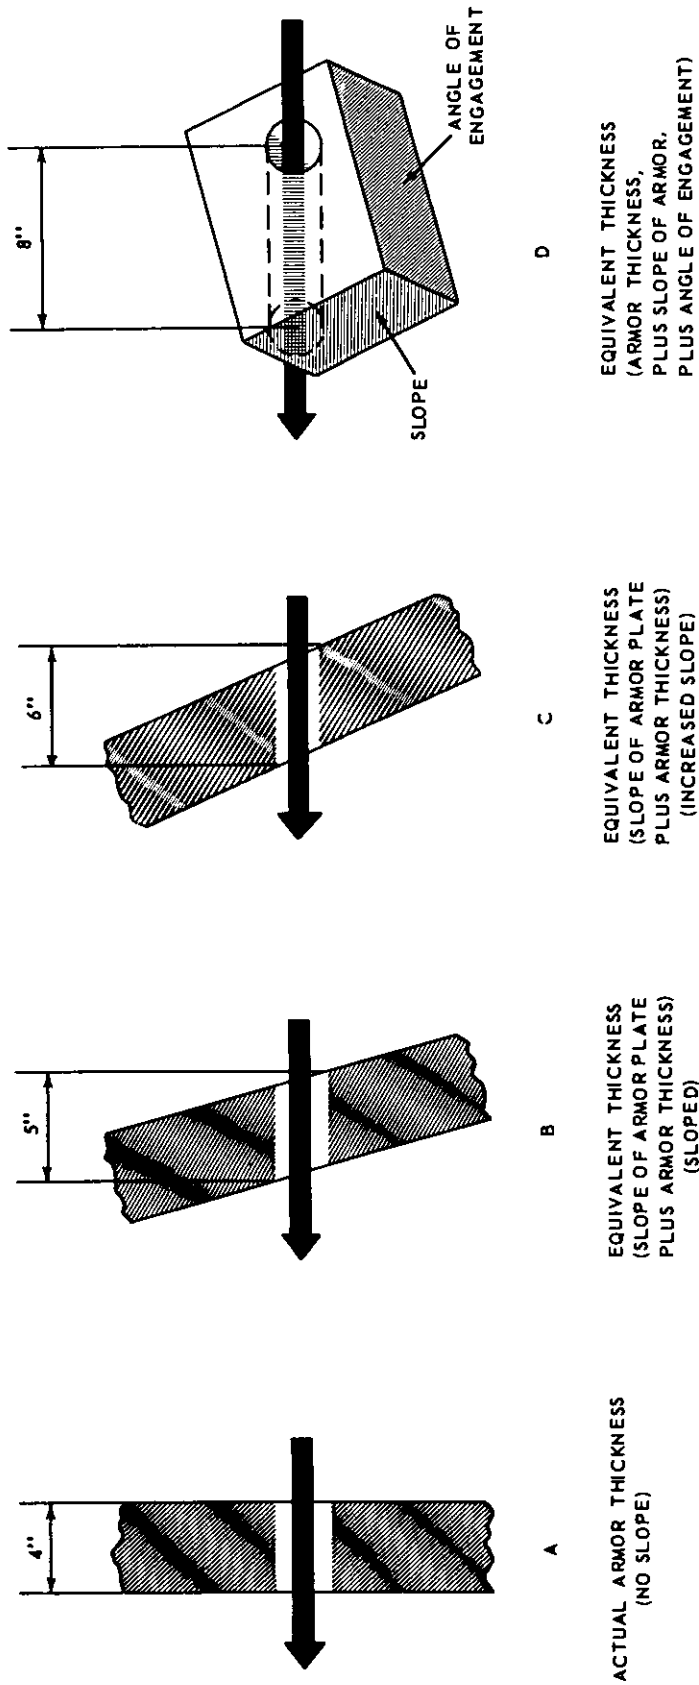 4"
A
ACTUAL ARMOR THICKNESS
(NO SLOPE)
5"
B
EQUIVALENT THICKNESS
(SLOPE OF ARMOR PLATE
PLUS ARMOR THICKNESS)
(SLOPED)
6"
C
EQUIVALENT THICKNESS
(SLOPE OF ARMOR PLATE
PLUS ARMOR THICKNESS)
(INCREASED SLOPE)
8"
SLOPE
ANGLE OF
ENGAGEMENT
D
EQUIVALENT THICKNESS
(ARMOR THICKNESS,
PLUS SLOPE OF ARMOR,
PLUS ANGLE OF ENGAGEMENT)